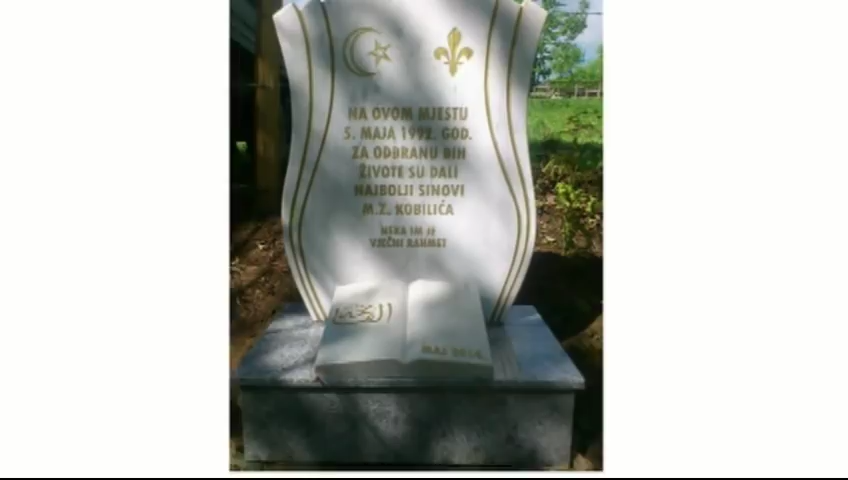 NA OVOM MJESTU
5. MAJA 1992. GOD.
ZA ODBRANU BIH
ŽIVOTE SU DALI
NAJBOLJI SINOVI
M.Z. KOBILIĆA
NEKA IM JE
VJEČNI RAHMET
MAJ